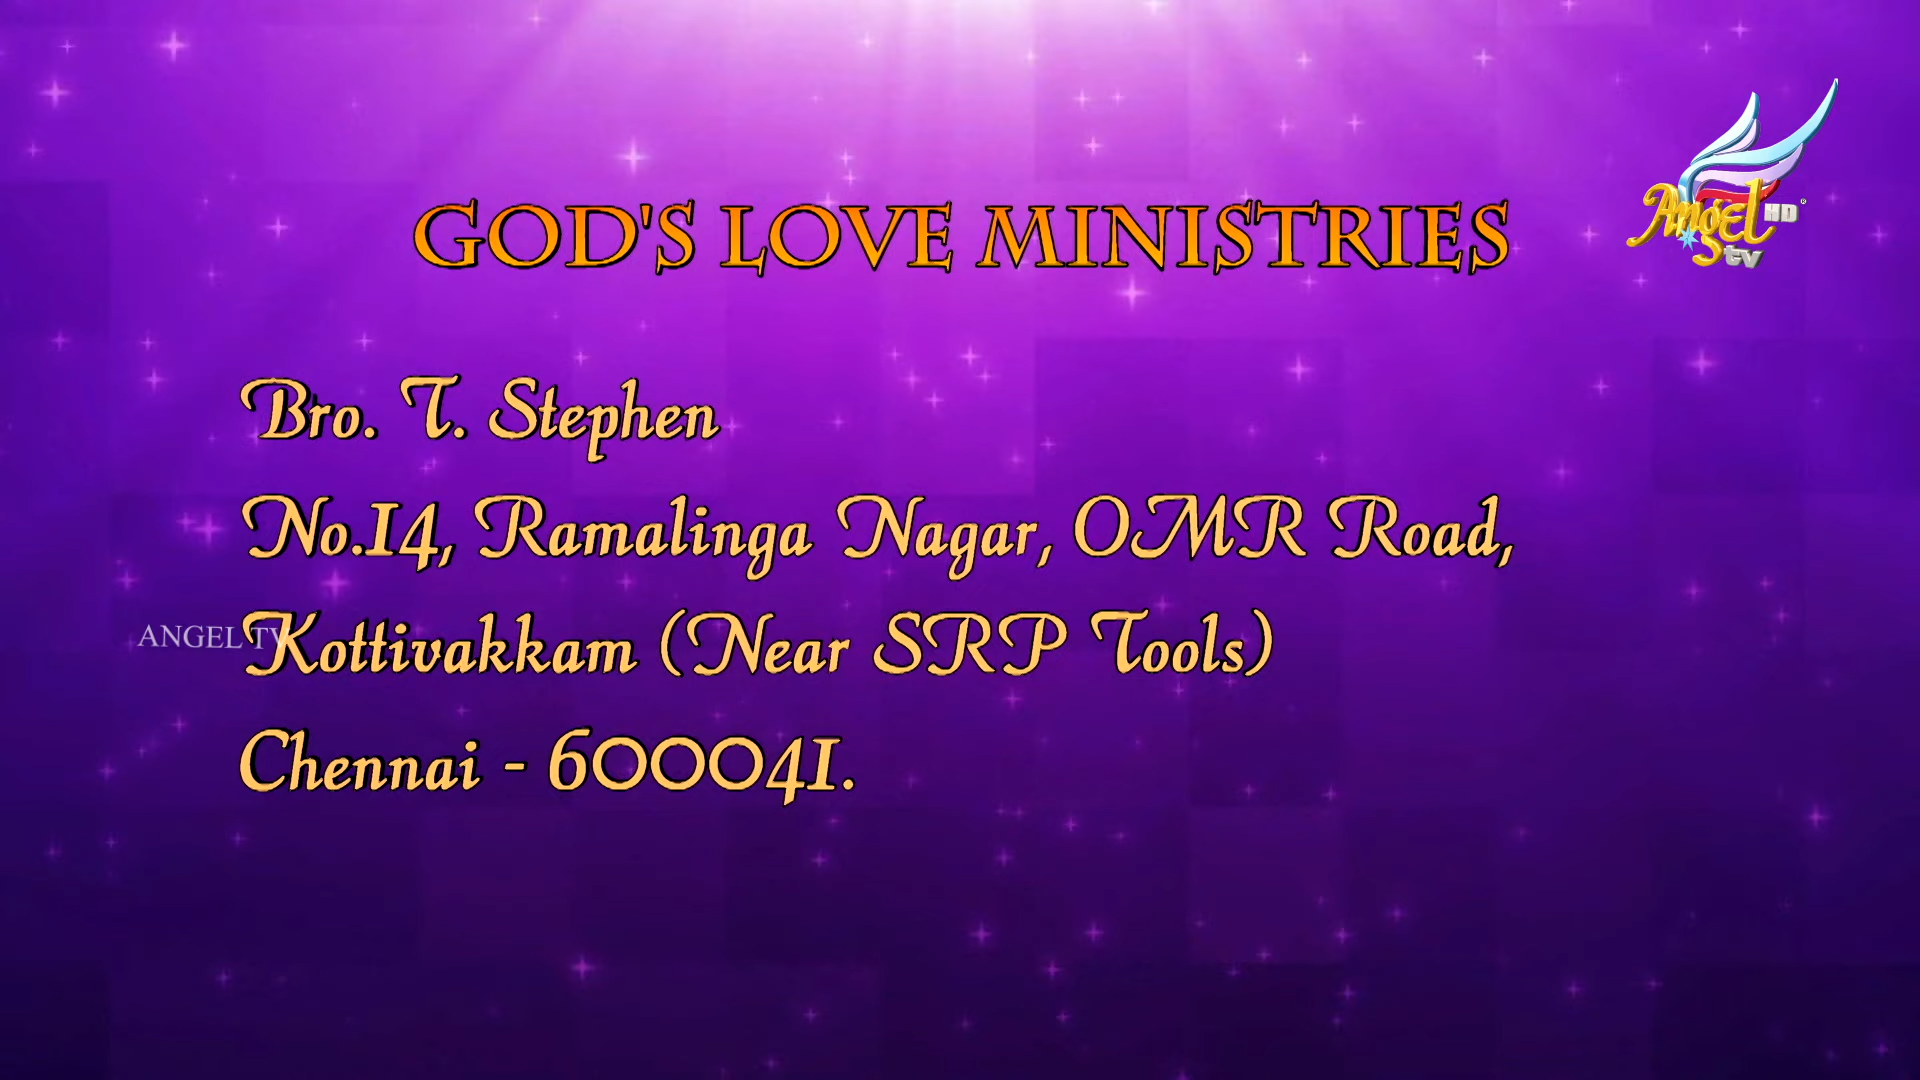 GOD'S LOVE MINISTRIES
Angel HD
tv
Bro. T. Stephen
No.14, Ramalinga Nagar, OMR Road,
ANGEL TV
Kottivakkam (Near SRP Tools)
Chennai - 600041.